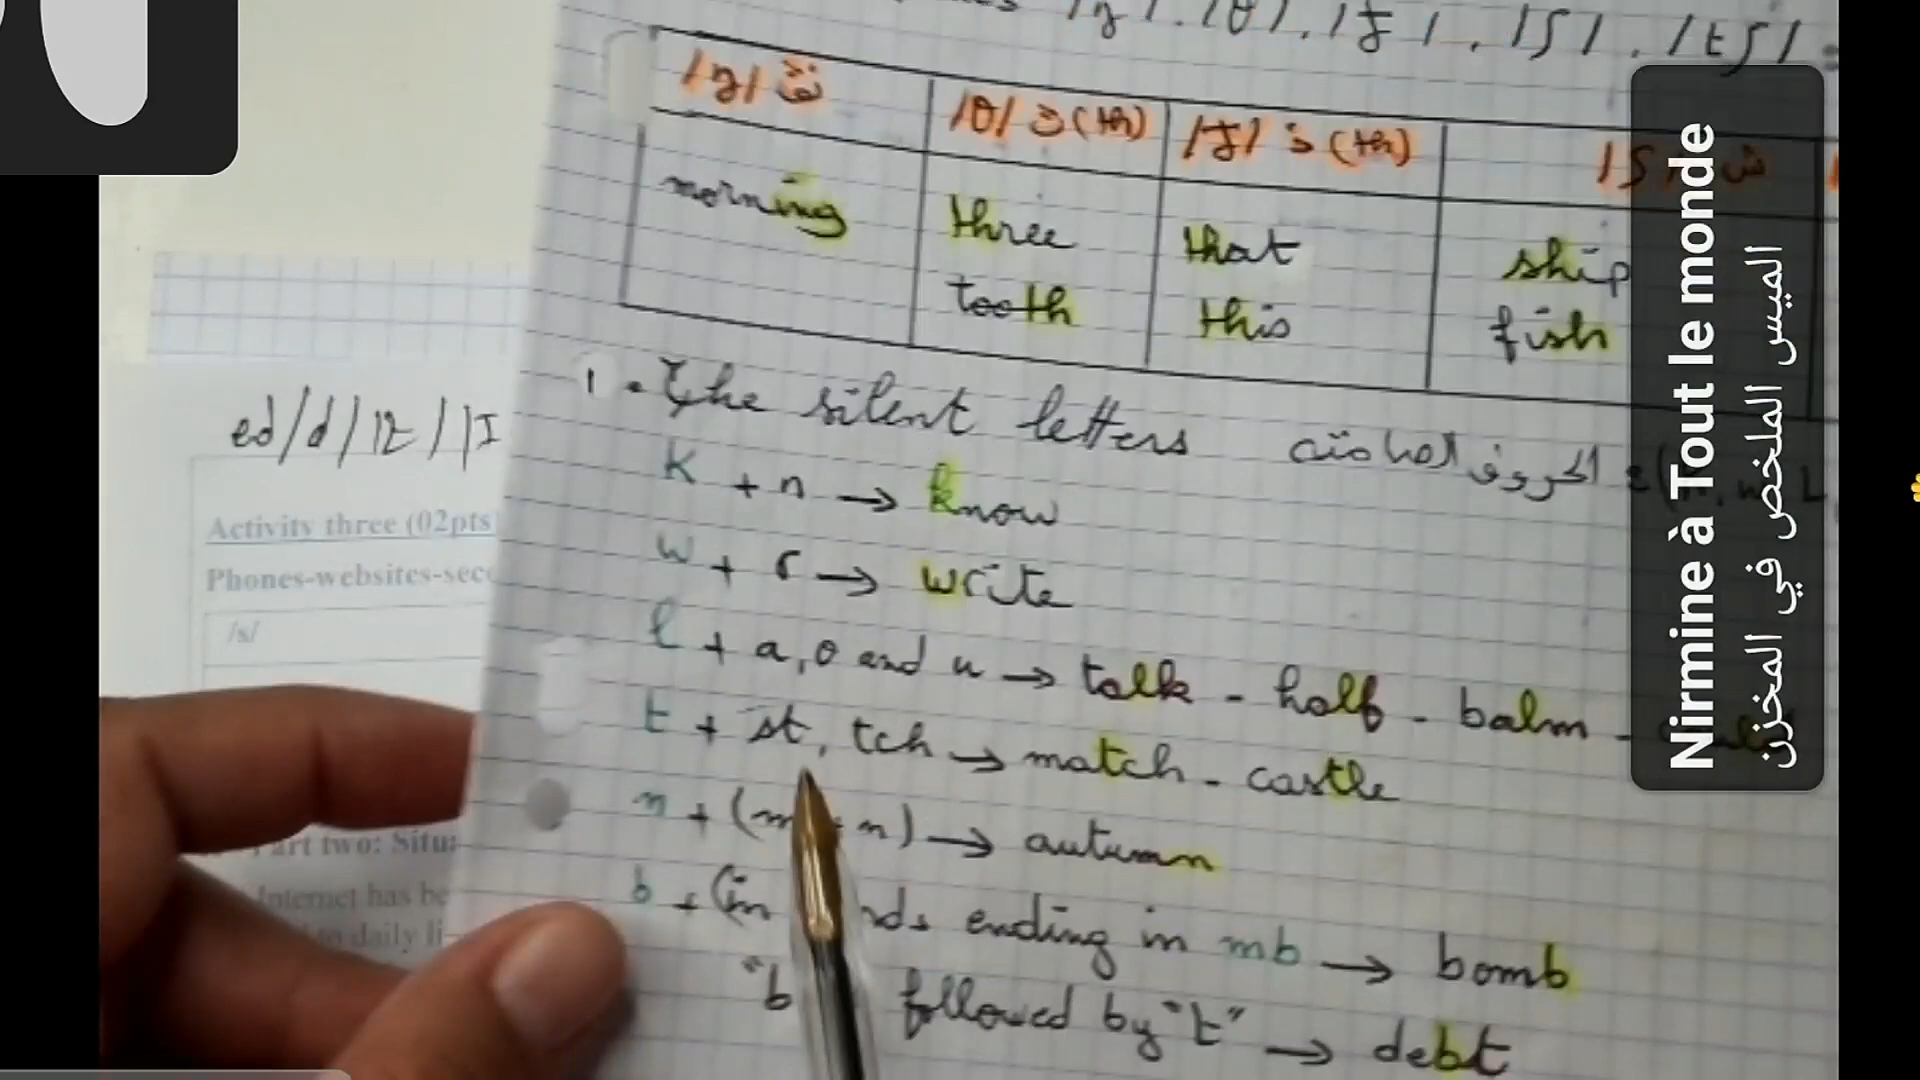 /ŋ/ . /θ/ . /ʒ/ . /ʃ/ . /tʃ/
/ŋ/ نق /θ/ (th) /ʒ/ ذ (th) /ʃ/ ش
morning three that ship
tooth this fish
1. The silent letters الحروف الصامتة
K + n → know
w + r → write
l + a, o and u → talk - half - balm -
t + st, tch → match - castle
n + (m + n) → autumn
b + (in ending in mb → bomb
"b followed by "t" → debt
ed /d/ /t/ /I
Activity three (02pts
Phones-websites-sec
/s/
art two: Situ
Internet has be
to daily li
Nirmine à Tout le monde
الميس الملخص في المخزن